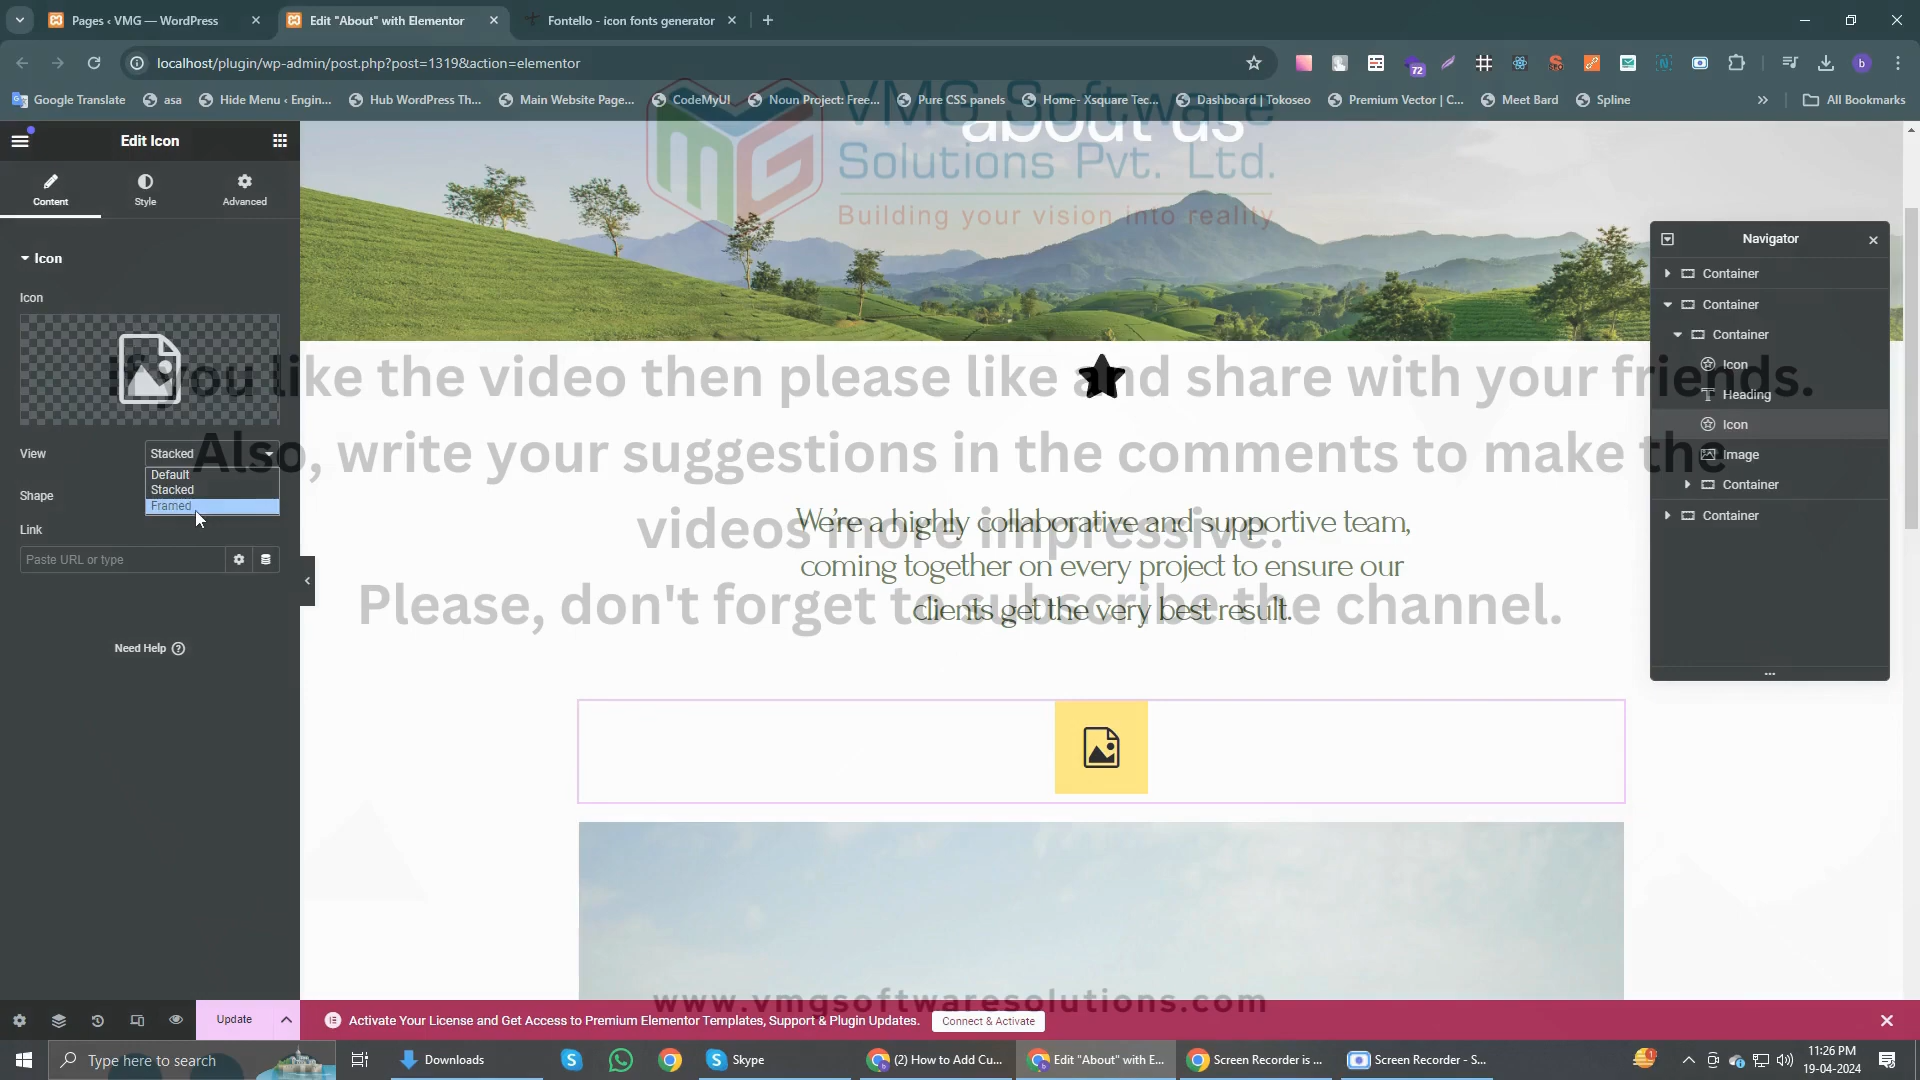 Pages ‹ VMG — WordPress
Edit "About" with Elementor
Fontello - icon fonts generator
localhost/plugin/wp-admin/post.php?post=1319&action=elementor
72
Google Translate
asa
Hide Menu ‹ Engin...
Hub WordPress Th...
Main Website Page...
CodeMyUI
Noun Project: Free...
Pure CSS panels
Home- Xsquare Tec...
Dashboard | Tokoseo
Premium Vector | C...
Meet Bard
Spline
All Bookmarks
Edit Icon
Content
Style
Advanced
Icon
Icon
View
Stacked
Default
Stacked
Framed
Shape
Link
Paste URL or type
Need Help
Update
about us
VMG Software
Solutions Pvt. Ltd.
Building your vision into reality
If you like the video then please like and share with your friends.
Also, write your suggestions in the comments to make the
videos more impressive.
Please, don't forget to subscribe the channel.
We're a highly collaborative and supportive team,
coming together on every project to ensure our
clients get the very best result.
www.vmgsoftwaresolutions.com
Navigator
Container
Container
Container
Icon
Heading
Icon
Image
Container
Container
Activate Your License and Get Access to Premium Elementor Templates, Support & Plugin Updates.
Connect & Activate
Type here to search
Downloads
Skype
(2) How to Add Cu...
Edit "About" with E...
Screen Recorder is ...
Screen Recorder - S...
11:26 PM
19-04-2024